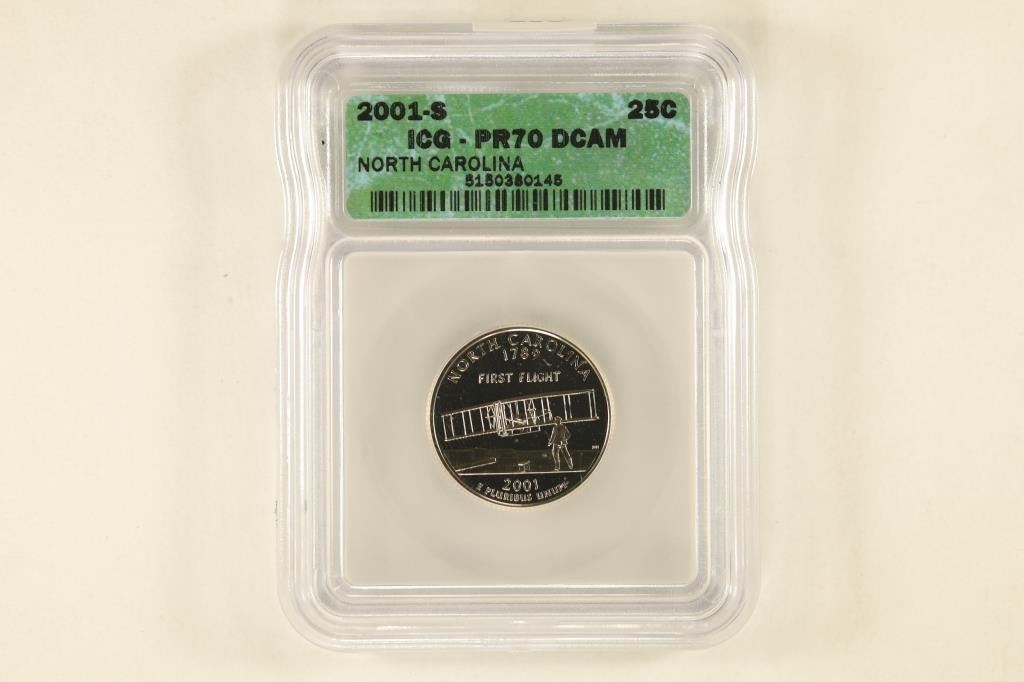 2001-S 25C
ICG - PR70 DCAM
NORTH CAROLINA
5150380145
NORTH CAROLINA
1789
FIRST FLIGHT
2001
E PLURIBUS UNUM